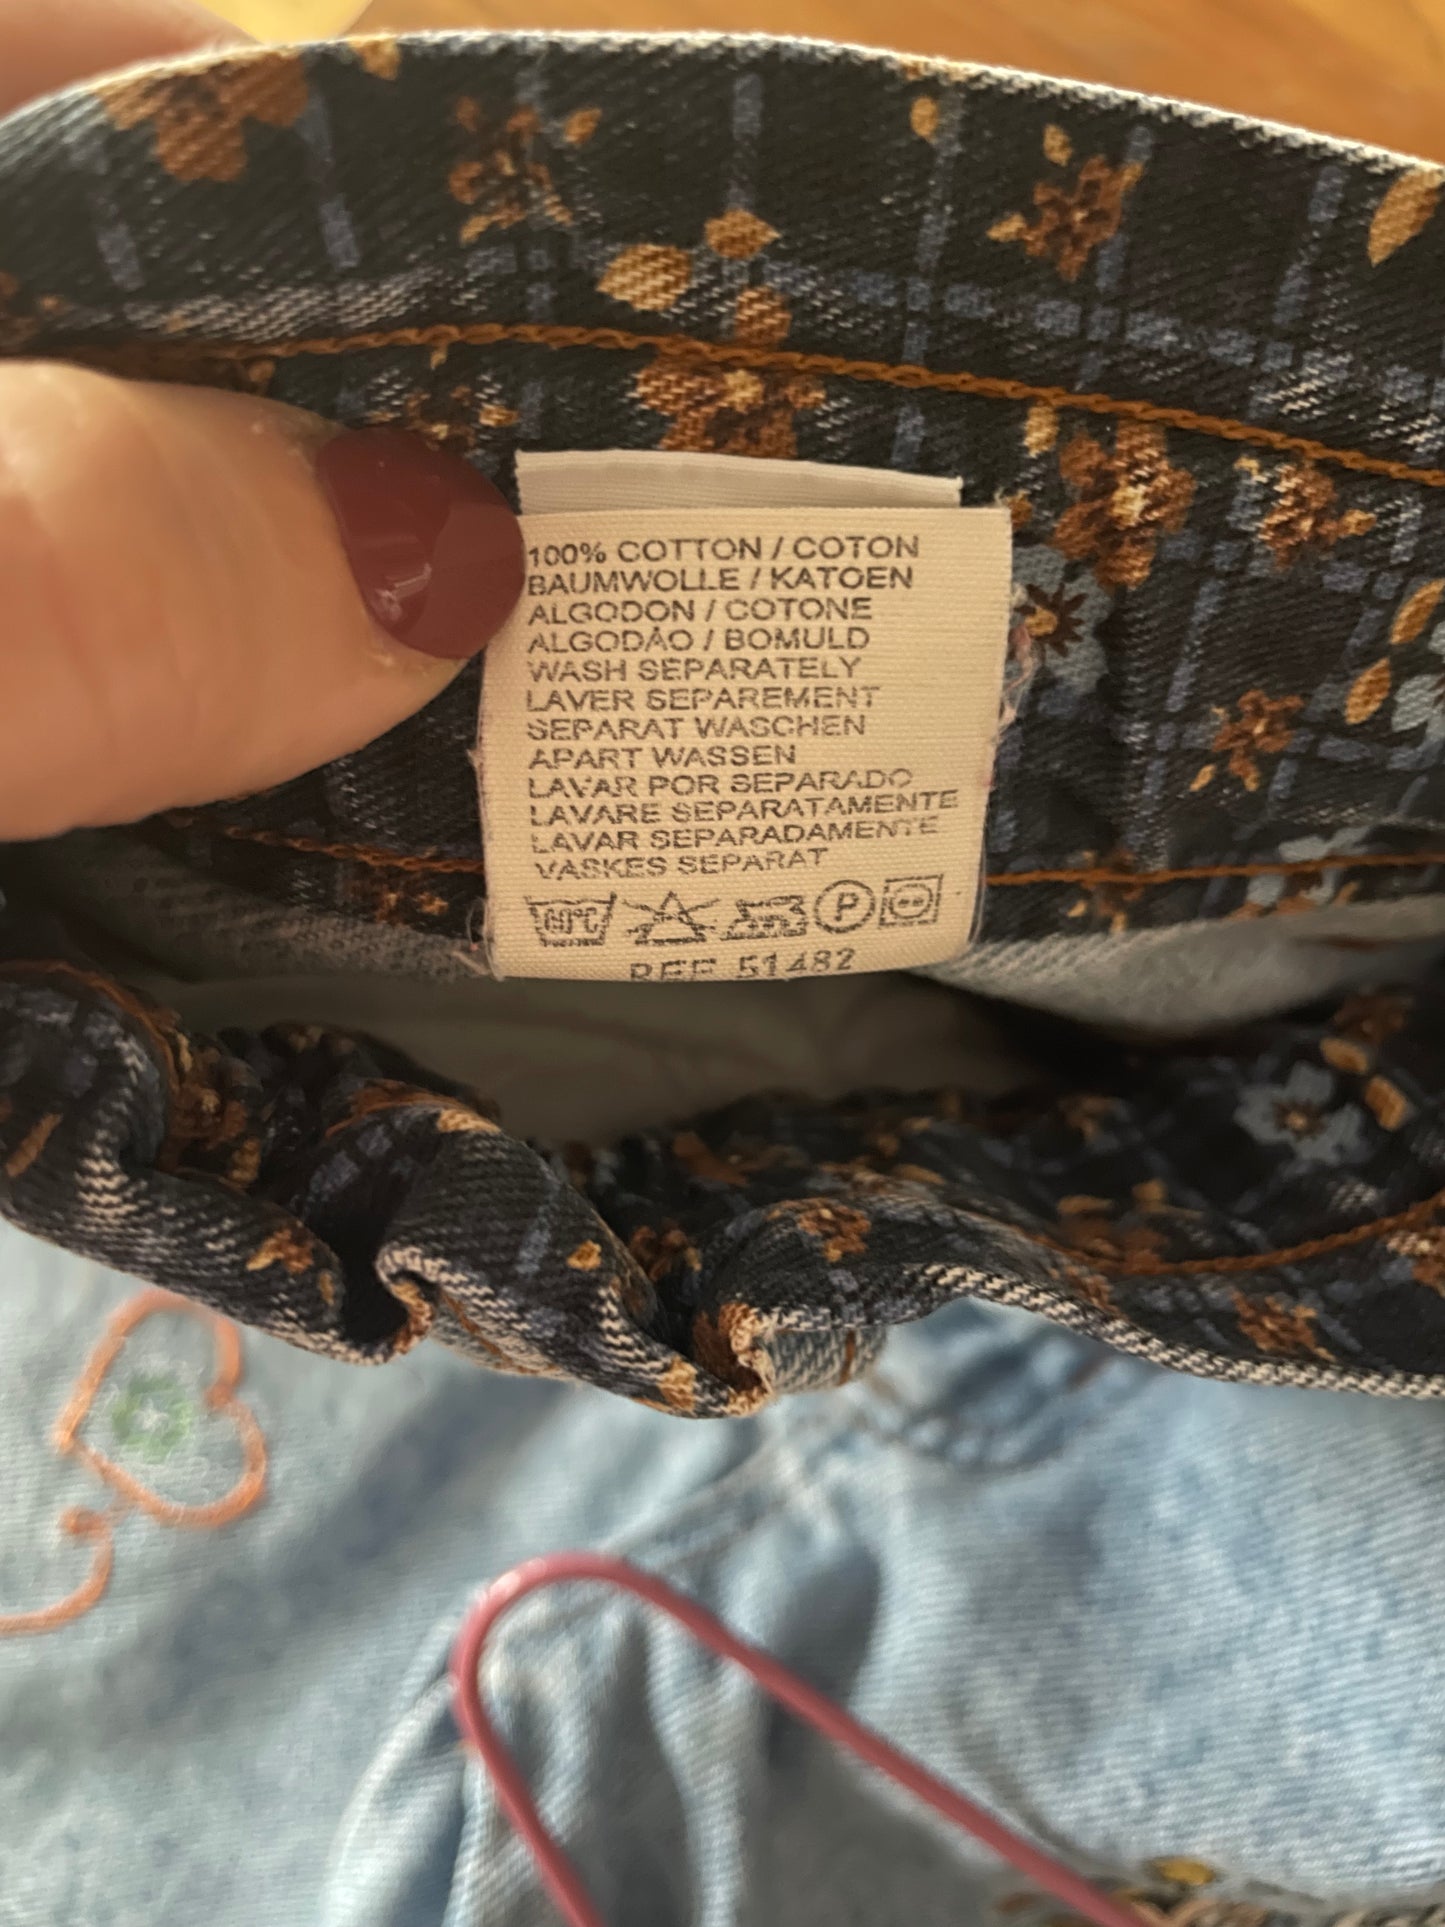 100% COTTON / COTON
BAUMWOLLE / KATOEN
ALGODON / COTONE
ALGODÃO / BOMULD
WASH SEPARATELY
LAVER SEPAREMENT
SEPARAT WASCHEN
APART WASSEN
LAVAR POR SEPARADO
LAVARE SEPARATAMENTE
LAVAR SEPARADAMENTE
VASKES SEPARAT
P
REF 51482